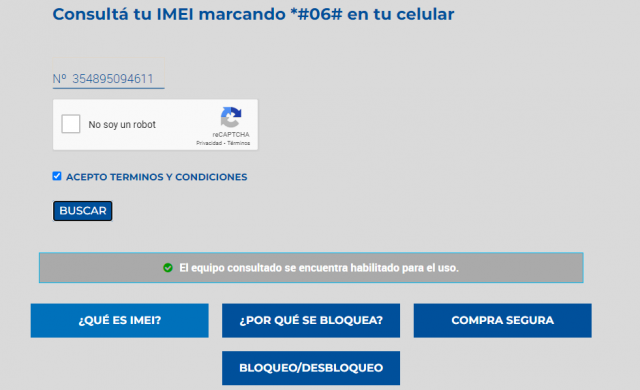 Consultá tu IMEI marcando *#06# en tu celular
Nº 354895094611
No soy un robot
reCAPTCHA
Privacidad - Términos
ACEPTO TERMINOS Y CONDICIONES
BUSCAR
El equipo consultado se encuentra habilitado para el uso.
¿QUÉ ES IMEI? ¿POR QUÉ SE BLOQUEA? COMPRA SEGURA
BLOQUEO/DESBLOQUEO